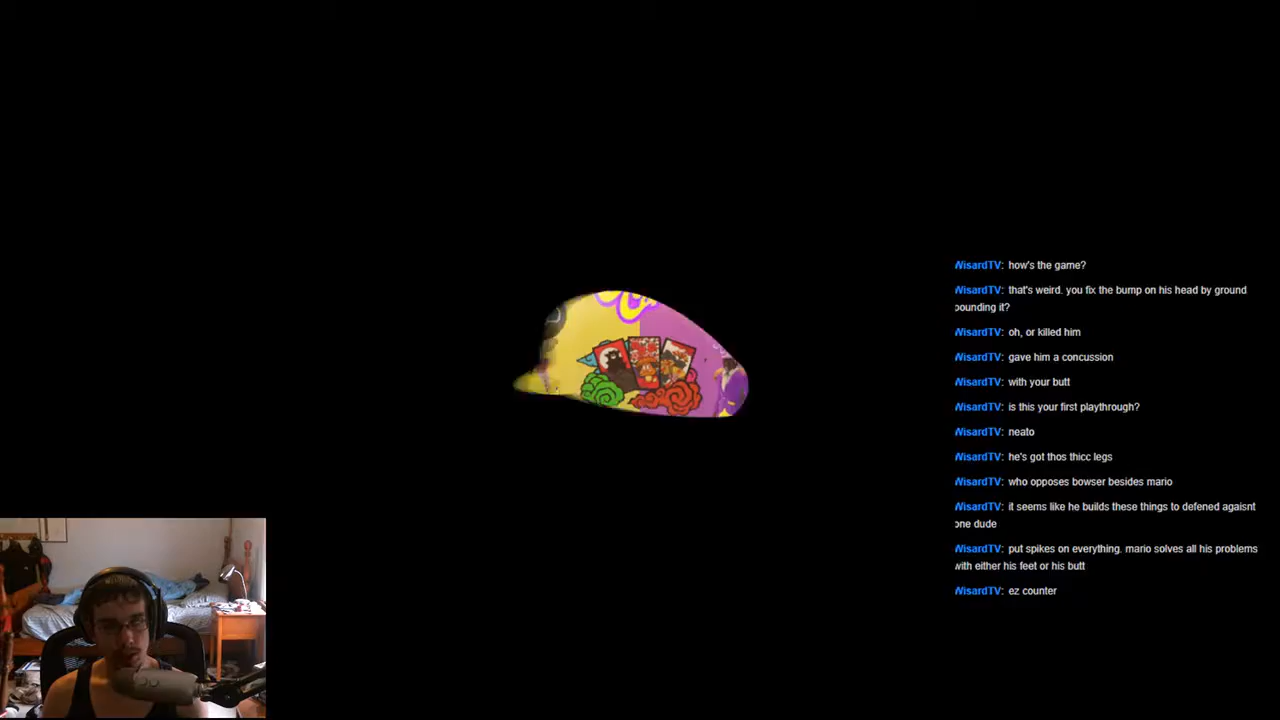 WisardTV: how's the game?
WisardTV: that's weird. you fix the bump on his head by ground
pounding it?
WisardTV: oh, or killed him
WisardTV: gave him a concussion
WisardTV: with your butt
WisardTV: is this your first playthrough?
WisardTV: neato
WisardTV: he's got thos thicc legs
WisardTV: who opposes bowser besides mario
WisardTV: it seems like he builds these things to defened agaisnt
one dude
WisardTV: put spikes on everything. mario solves all his problems
with either his feet or his butt
WisardTV: ez counter